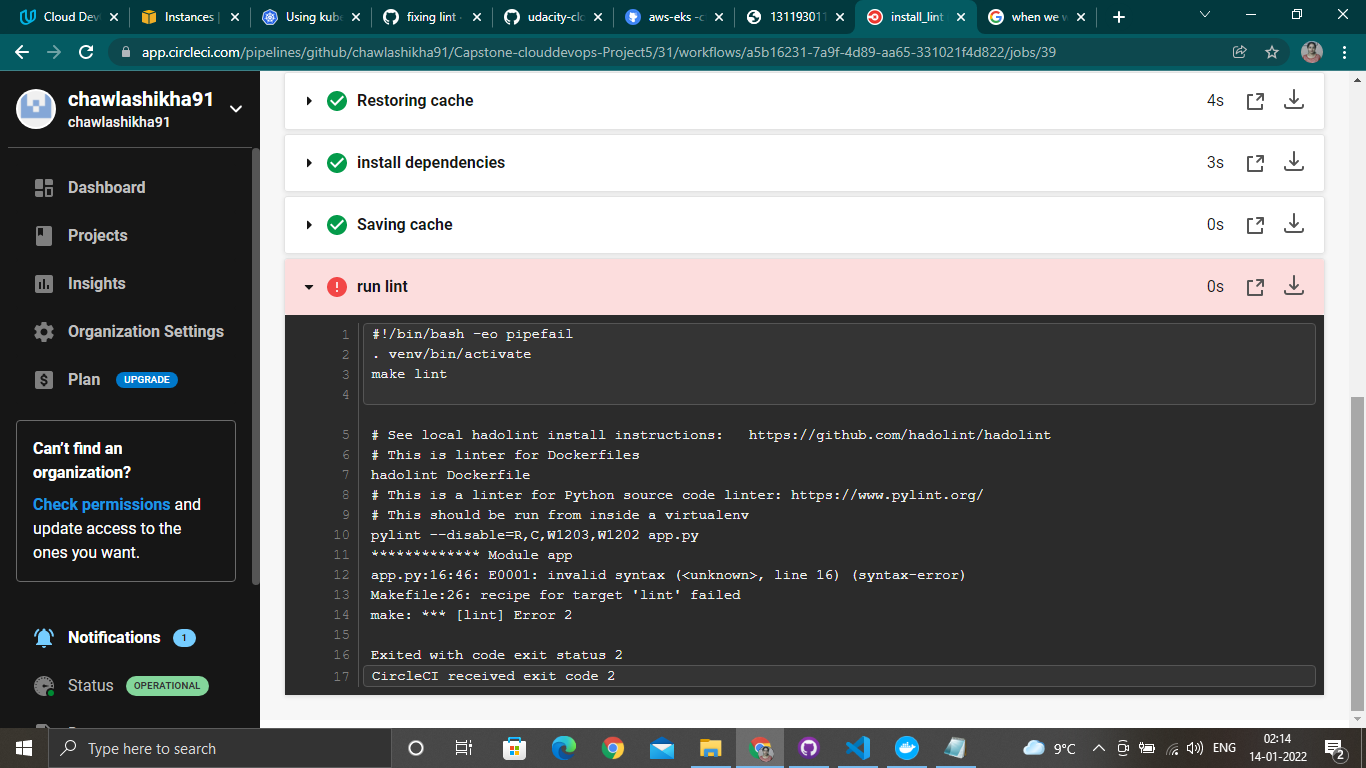 Cloud Dev
Instances |
Using kube
fixing lint
udacity-clo
aws-eks -c
131193011
install_lint
when we w
app.circleci.com/pipelines/github/chawlashikha91/Capstone-clouddevops-Project5/31/workflows/a5b16231-7a9f-4d89-aa65-331021f4d822/jobs/39
chawlashikha91
chawlashikha91
Dashboard
Projects
Insights
Organization Settings
Plan UPGRADE
Can't find an
organization?
Check permissions and
update access to the
ones you want.
Notifications 1
Status OPERATIONAL
Restoring cache 4s
install dependencies 3s
Saving cache 0s
run lint 0s
1 #!/bin/bash -eo pipefail
2 . venv/bin/activate
3 make lint
4
5 # See local hadolint install instructions:   https://github.com/hadolint/hadolint
6 # This is linter for Dockerfiles
7 hadolint Dockerfile
8 # This is a linter for Python source code linter: https://www.pylint.org/
9 # This should be run from inside a virtualenv
10 pylint --disable=R,C,W1203,W1202 app.py
11 ************* Module app
12 app.py:16:46: E0001: invalid syntax (<unknown>, line 16) (syntax-error)
13 Makefile:26: recipe for target 'lint' failed
14 make: *** [lint] Error 2
15
16 Exited with code exit status 2
17 CircleCI received exit code 2
Type here to search
9°C
ENG
02:14
14-01-2022
2